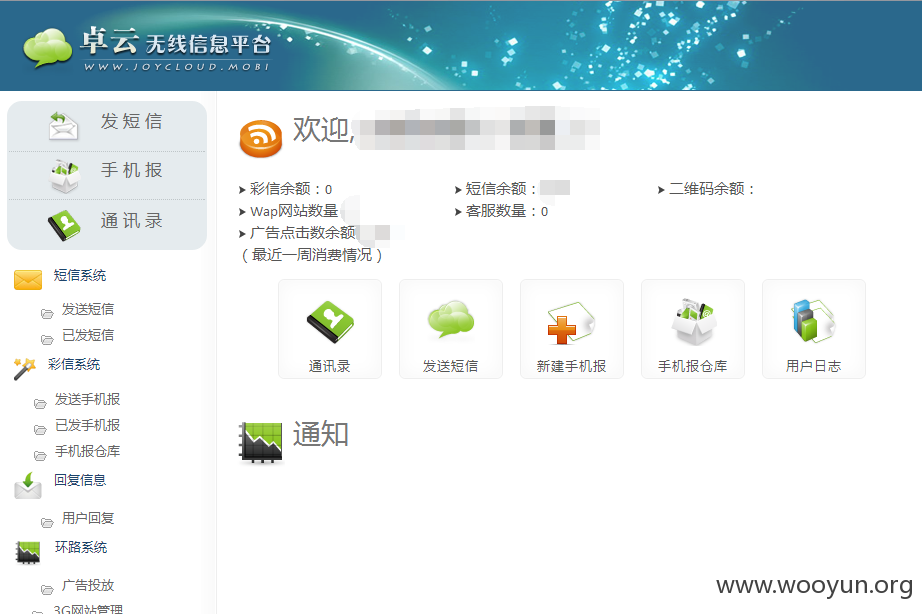 卓云 无线信息平台
WWW.JOYCLOUD.MOBI
发短信
手机报
通讯录
短信系统
发送短信
已发短信
彩信系统
发送手机报
已发手机报
手机报仓库
回复信息
用户回复
环路系统
广告投放
3G网站管理
欢迎,
彩信余额：0
短信余额：
二维码余额：
Wap网站数量
客服数量：0
广告点击数余额
（最近一周消费情况）
通讯录
发送短信
新建手机报
手机报仓库
用户日志
通知
www.wooyun.org